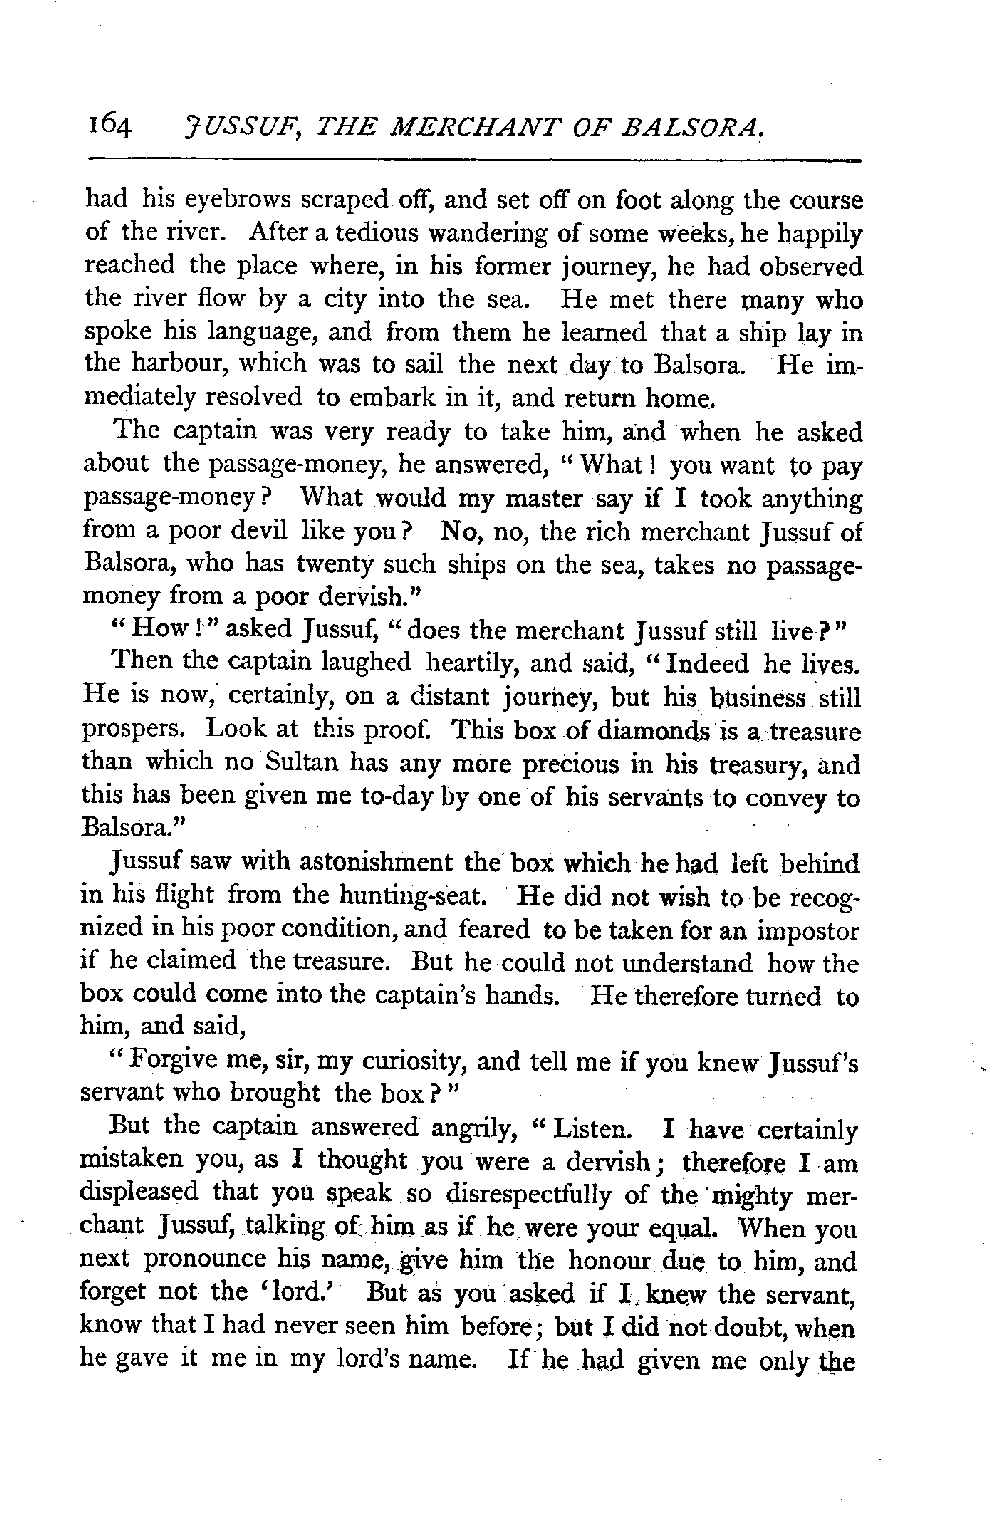 164 JUSSUF, THE MERCHANT OF BALSORA.
had his eyebrows scraped off, and set off on foot along the course
of the river. After a tedious wandering of some weeks, he happily
reached the place where, in his former journey, he had observed
the river flow by a city into the sea. He met there many who
spoke his language, and from them he learned that a ship lay in
the harbour, which was to sail the next day to Balsora. He im-
mediately resolved to embark in it, and return home.
The captain was very ready to take him, and when he asked
about the passage-money, he answered, "What! you want to pay
passage-money? What would my master say if I took anything
from a poor devil like you? No, no, the rich merchant Jussuf of
Balsora, who has twenty such ships on the sea, takes no passage-
money from a poor dervish."
"How!" asked Jussuf, "does the merchant Jussuf still live?"
Then the captain laughed heartily, and said, "Indeed he lives.
He is now, certainly, on a distant journey, but his business still
prospers. Look at this proof. This box of diamonds is a treasure
than which no Sultan has any more precious in his treasury, and
this has been given me to-day by one of his servants to convey to
Balsora."
Jussuf saw with astonishment the box which he had left behind
in his flight from the hunting-seat. He did not wish to be recog-
nized in his poor condition, and feared to be taken for an impostor
if he claimed the treasure. But he could not understand how the
box could come into the captain's hands. He therefore turned to
him, and said,
"Forgive me, sir, my curiosity, and tell me if you knew Jussuf's
servant who brought the box?"
But the captain answered angrily, "Listen. I have certainly
mistaken you, as I thought you were a dervish; therefore I am
displeased that you speak so disrespectfully of the mighty mer-
chant Jussuf, talking of him as if he were your equal. When you
next pronounce his name, give him the honour due to him, and
forget not the 'lord.' But as you asked if I knew the servant,
know that I had never seen him before; but I did not doubt, when
he gave it me in my lord's name. If he had given me only the